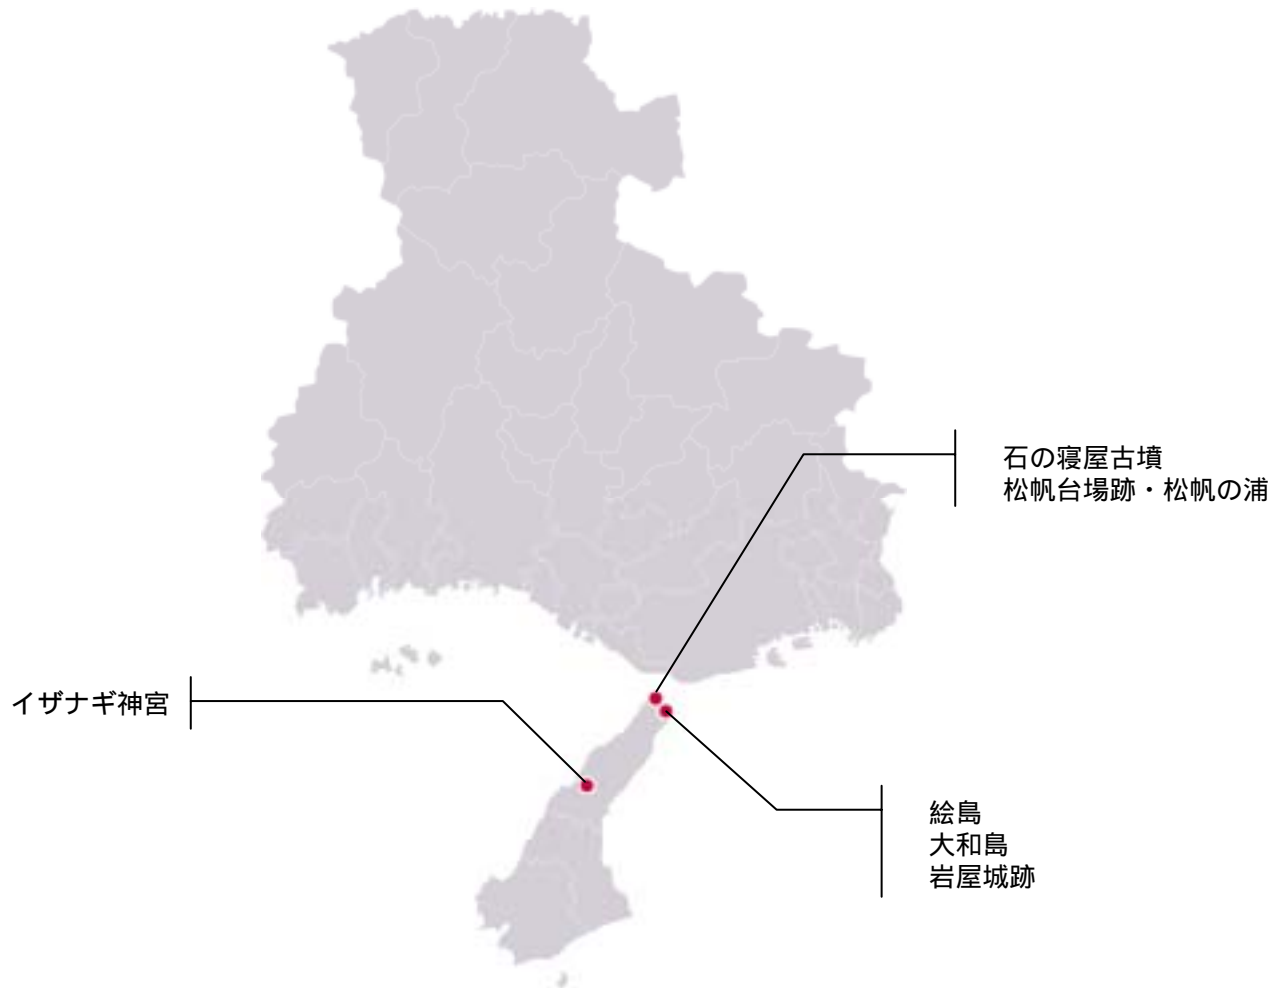 石の寝屋古墳
松帆台場跡・松帆の浦
イザナギ神宮
絵島
大和島
岩屋城跡